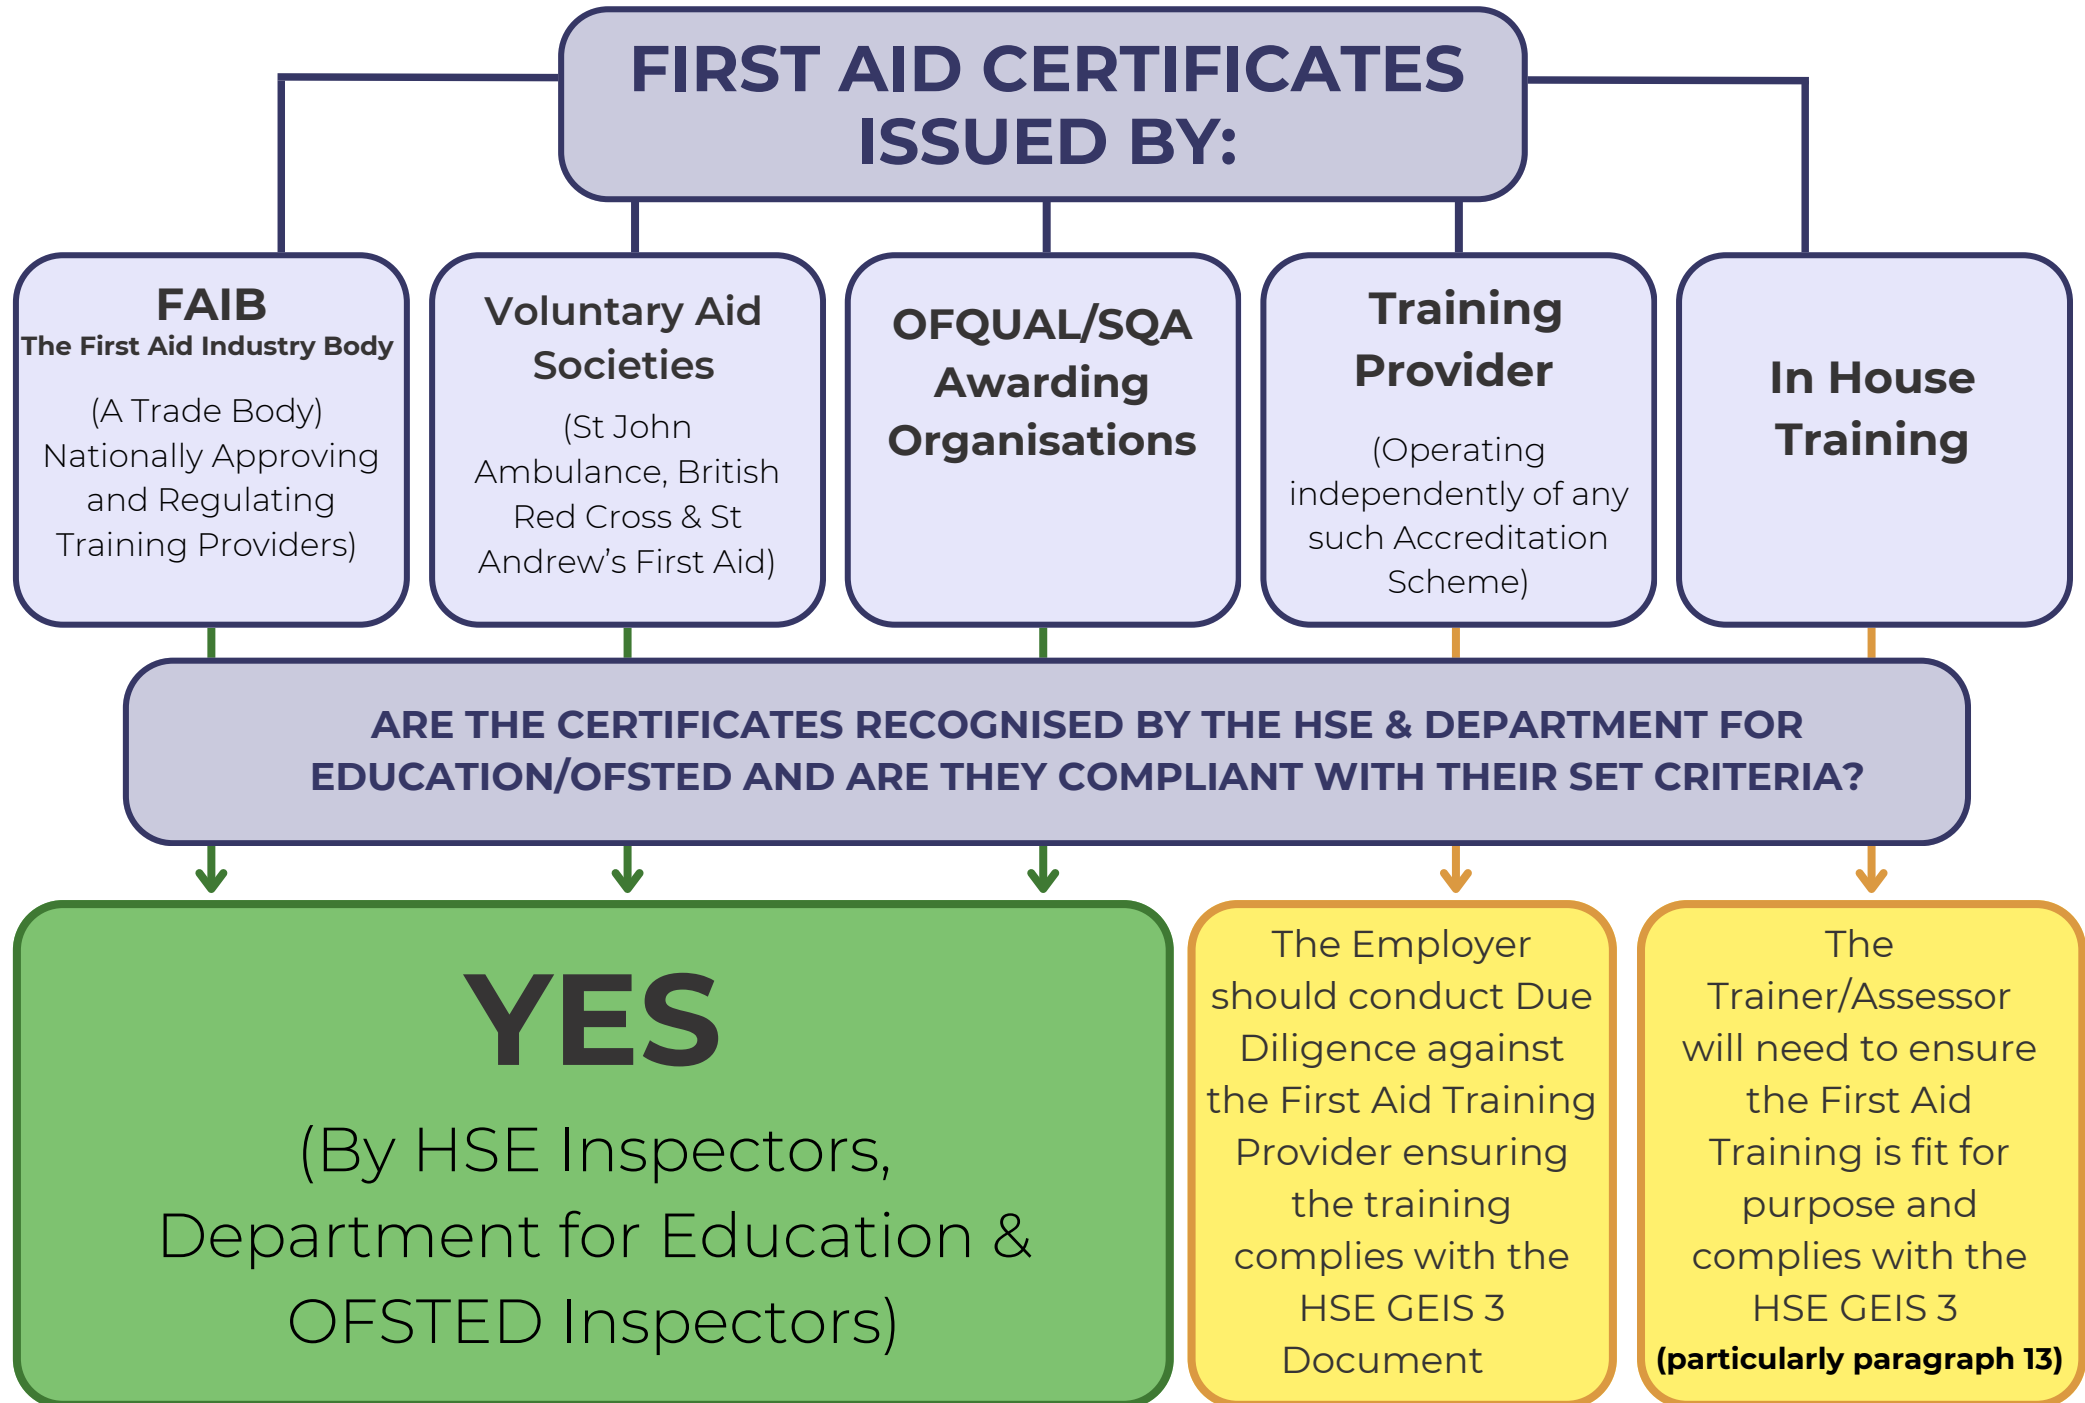 FIRST AID CERTIFICATES
ISSUED BY:
FAIB
The First Aid Industry Body
(A Trade Body)
Nationally Approving
and Regulating
Training Providers)
Voluntary Aid
Societies
(St John
Ambulance, British
Red Cross & St
Andrew’s First Aid)
OFQUAL/SQA
Awarding
Organisations
Training
Provider
(Operating
independently of any
such Accreditation
Scheme)
In House
Training
ARE THE CERTIFICATES RECOGNISED BY THE HSE & DEPARTMENT FOR
EDUCATION/OFSTED AND ARE THEY COMPLIANT WITH THEIR SET CRITERIA?
YES
(By HSE Inspectors,
Department for Education &
OFSTED Inspectors)
The Employer
should conduct Due
Diligence against
the First Aid Training
Provider ensuring
the training
complies with the
HSE GEIS 3
Document
The
Trainer/Assessor
will need to ensure
the First Aid
Training is fit for
purpose and
complies with the
HSE GEIS 3
(particularly paragraph 13)